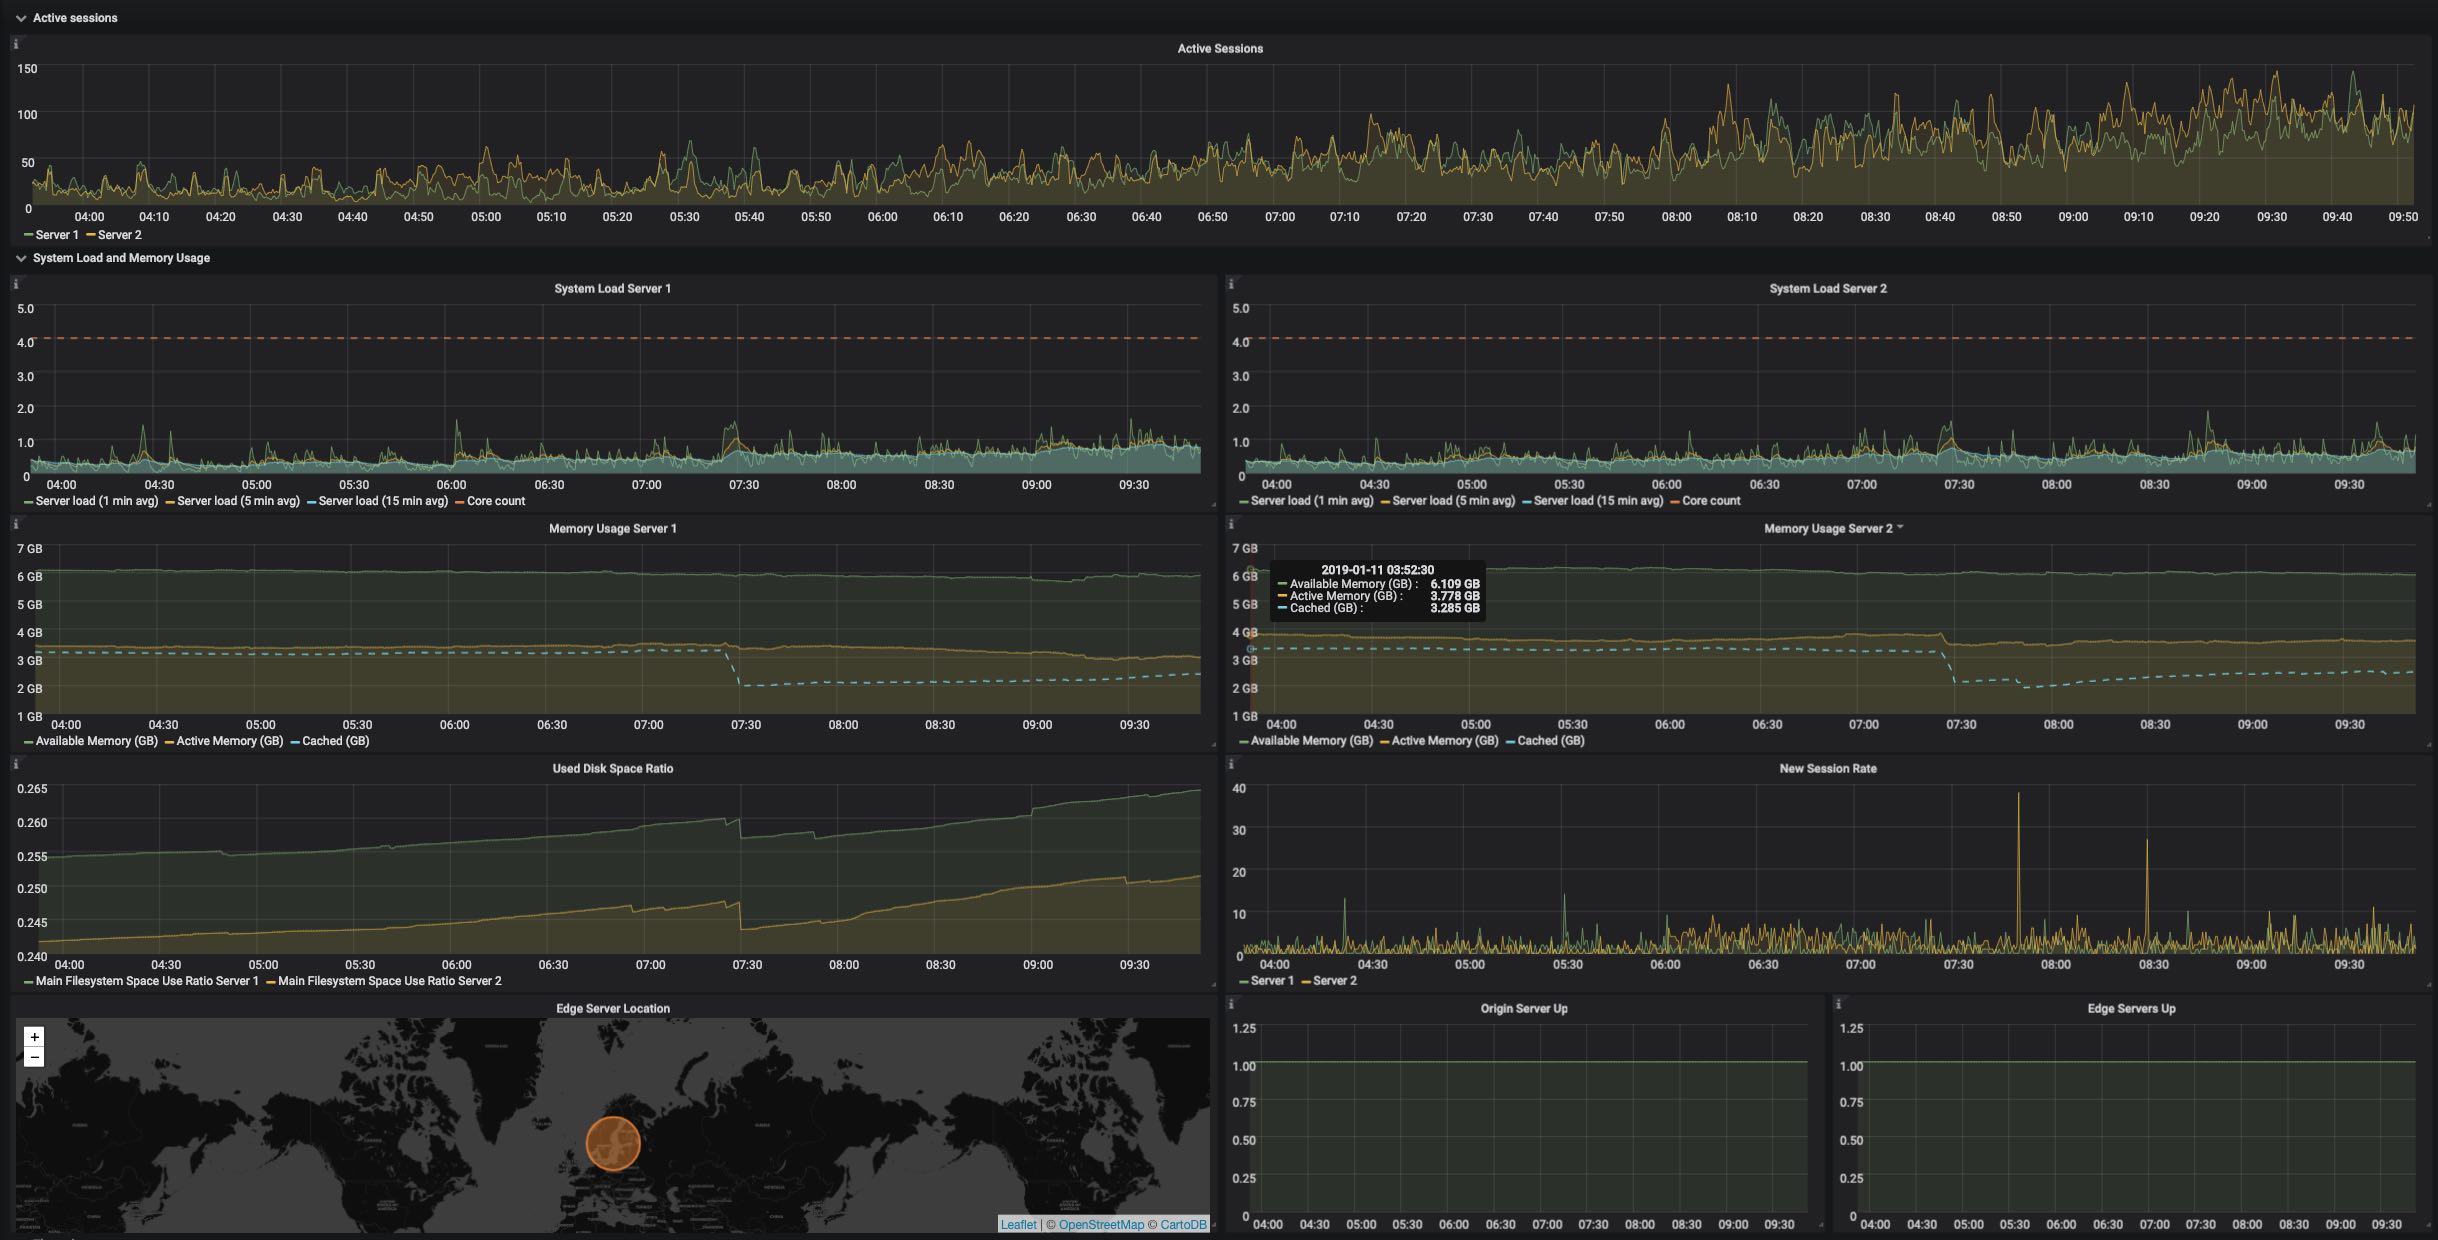 Active sessions
Active Sessions
150
100
50
0
04:00 04:10 04:20 04:30 04:40 04:50 05:00 05:10 05:20 05:30 05:40 05:50 06:00 06:10 06:20 06:30 06:40 06:50 07:00 07:10 07:20 07:30 07:40 07:50 08:00 08:10 08:20 08:30 08:40 08:50 09:00 09:10 09:20 09:30 09:40 09:50
Server 1 Server 2
System Load and Memory Usage
System Load Server 1
5.0
4.0
3.0
2.0
1.0
0
04:00 04:30 05:00 05:30 06:00 06:30 07:00 07:30 08:00 08:30 09:00 09:30
Server load (1 min avg) Server load (5 min avg) Server load (15 min avg) Core count
System Load Server 2
5.0
4.0
3.0
2.0
1.0
0
04:00 04:30 05:00 05:30 06:00 06:30 07:00 07:30 08:00 08:30 09:00 09:30
Server load (1 min avg) Server load (5 min avg) Server load (15 min avg) Core count
Memory Usage Server 1
7 GB
6 GB
5 GB
4 GB
3 GB
2 GB
1 GB
04:00 04:30 05:00 05:30 06:00 06:30 07:00 07:30 08:00 08:30 09:00 09:30
Available Memory (GB) Active Memory (GB) Cached (GB)
Memory Usage Server 2
7 GB
6 GB
5 GB
4 GB
3 GB
2 GB
1 GB
2019-01-11 03:52:30
Available Memory (GB) : 6.109 GB
Active Memory (GB) : 3.778 GB
Cached (GB) : 3.285 GB
04:00 04:30 05:00 05:30 06:00 06:30 07:00 07:30 08:00 08:30 09:00 09:30
Available Memory (GB) Active Memory (GB) Cached (GB)
Used Disk Space Ratio
0.265
0.260
0.255
0.250
0.245
0.240
04:00 04:30 05:00 05:30 06:00 06:30 07:00 07:30 08:00 08:30 09:00 09:30
Main Filesystem Space Use Ratio Server 1 Main Filesystem Space Use Ratio Server 2
New Session Rate
40
30
20
10
0
04:00 04:30 05:00 05:30 06:00 06:30 07:00 07:30 08:00 08:30 09:00 09:30
Server 1 Server 2
Edge Server Location
+
−
Leaflet | © OpenStreetMap © CartoDB
Origin Server Up
1.25
1.00
0.75
0.50
0.25
0
04:00 04:30 05:00 05:30 06:00 06:30 07:00 07:30 08:00 08:30 09:00 09:30
Edge Servers Up
1.25
1.00
0.75
0.50
0.25
0
04:00 04:30 05:00 05:30 06:00 06:30 07:00 07:30 08:00 08:30 09:00 09:30